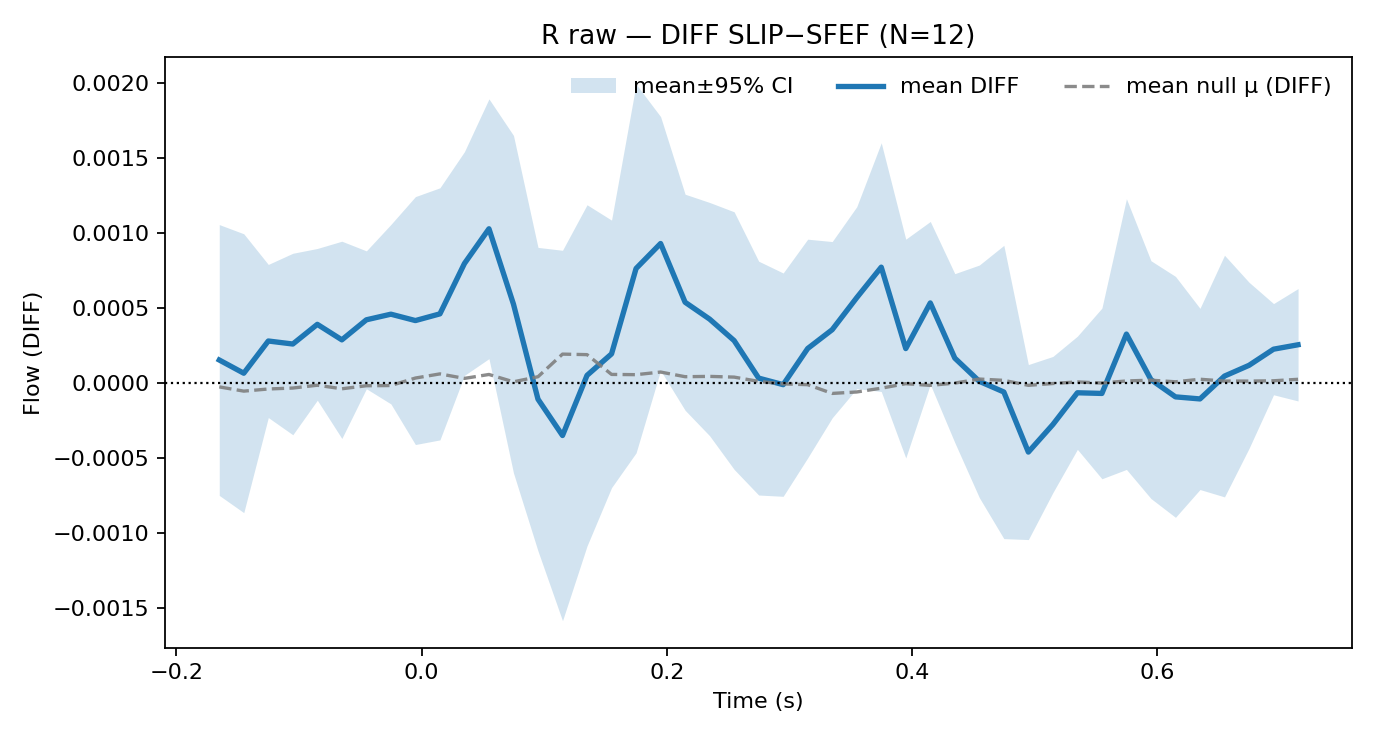 R raw — DIFF SLIP−SFEF (N=12)
mean±95% CI
mean DIFF
mean null μ (DIFF)
Flow (DIFF)
0.0020
0.0015
0.0010
0.0005
0.0000
−0.0005
−0.0010
−0.0015
−0.2
0.0
0.2
0.4
0.6
Time (s)